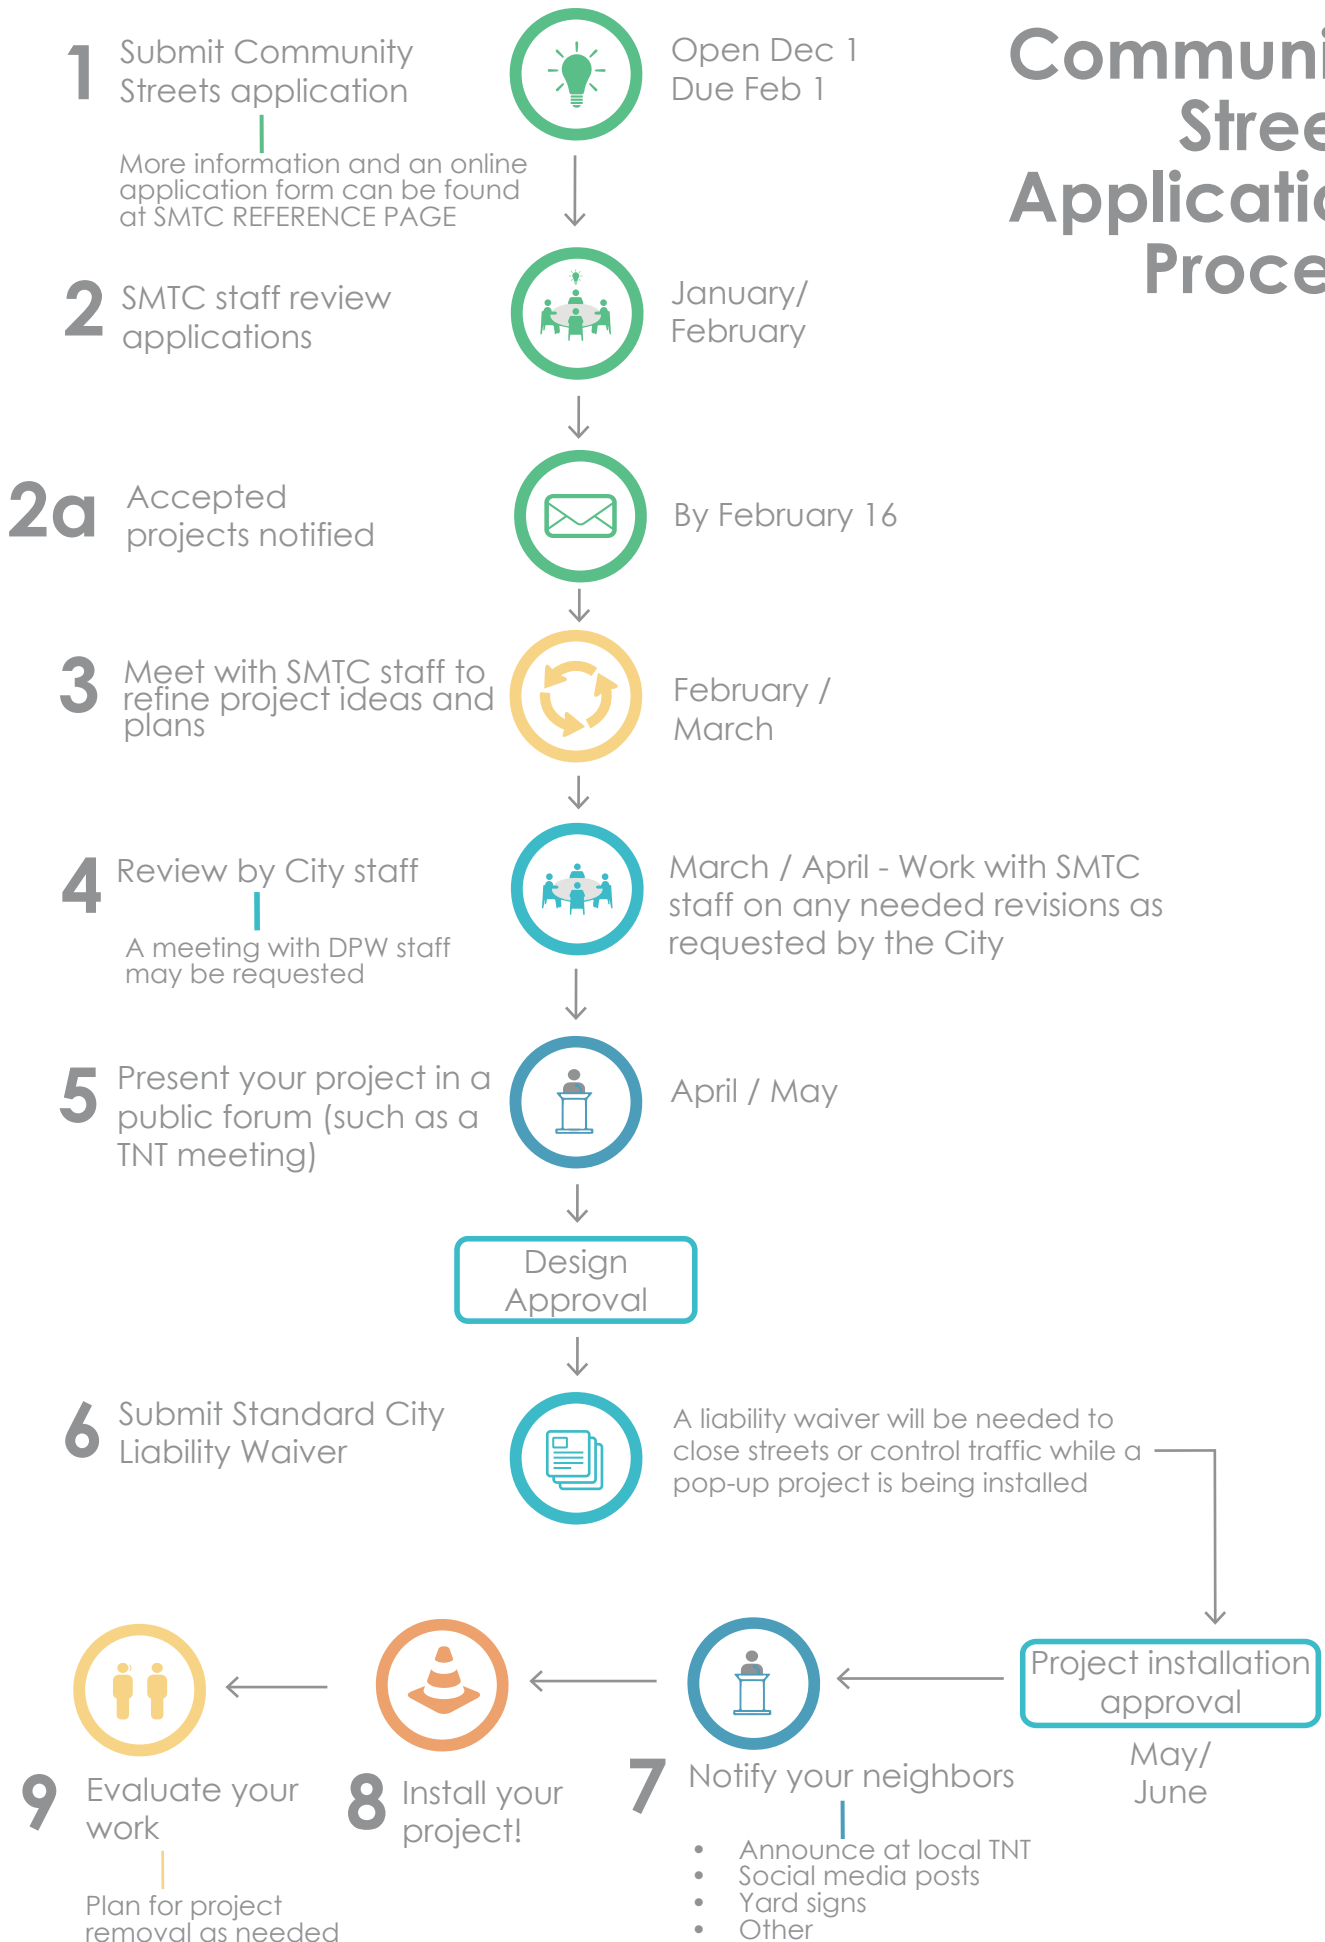 Communi
Stree
Applicatio
Proce
1
Submit Community
Streets application
More information and an online
application form can be found
at SMTC REFERENCE PAGE
Open Dec 1
Due Feb 1
2
SMTC staff review
applications
January/
February
2a
Accepted
projects notified
By February 16
3
Meet with SMTC staff to
refine project ideas and
plans
February /
March
4
Review by City staff
A meeting with DPW staff
may be requested
March / April - Work with SMTC
staff on any needed revisions as
requested by the City
5
Present your project in a
public forum (such as a
TNT meeting)
April / May
Design
Approval
6
Submit Standard City
Liability Waiver
A liability waiver will be needed to
close streets or control traffic while a
pop-up project is being installed
Project installation
approval
May/
June
7
Notify your neighbors
• Announce at local TNT
• Social media posts
• Yard signs
• Other
8
Install your
project!
9
Evaluate your
work
Plan for project
removal as needed